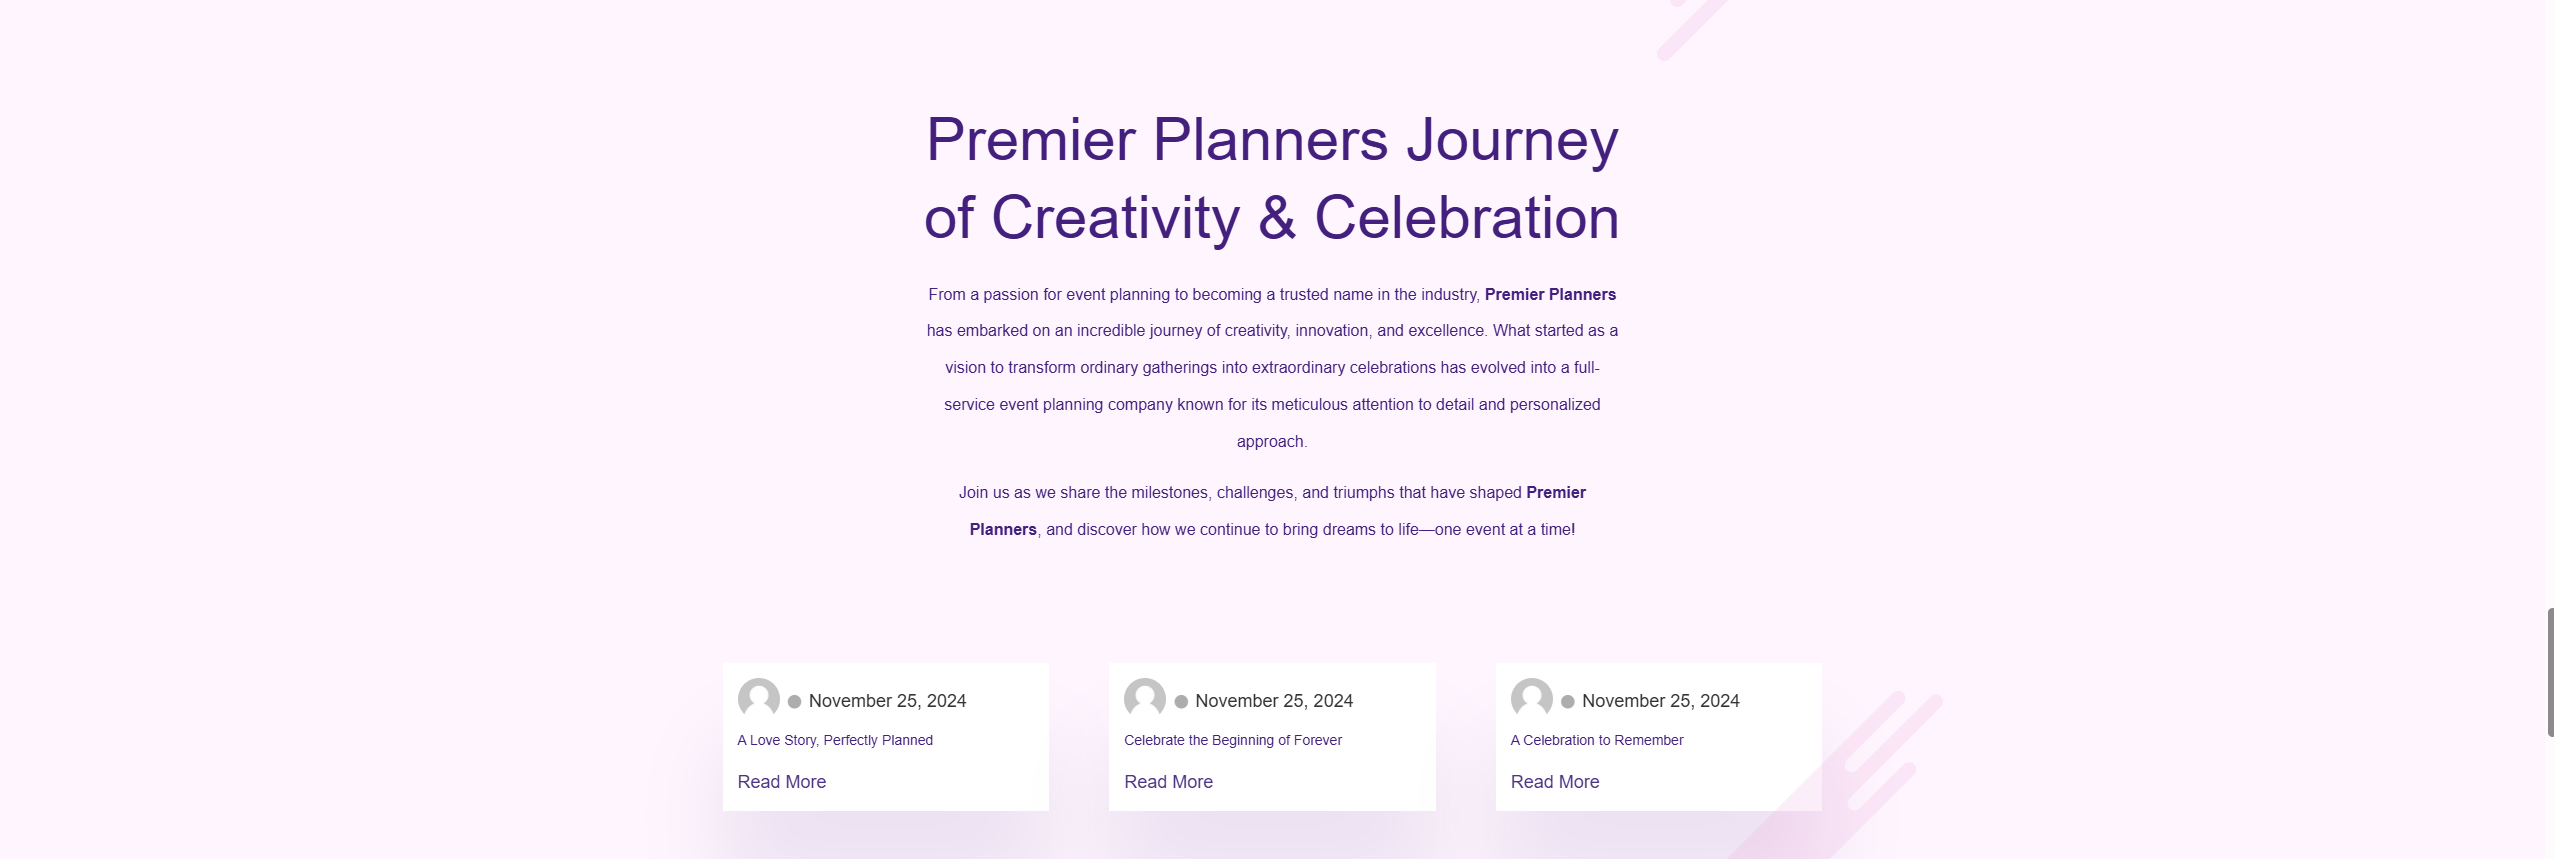 Premier Planners Journey
of Creativity & Celebration
From a passion for event planning to becoming a trusted name in the industry, Premier Planners
has embarked on an incredible journey of creativity, innovation, and excellence. What started as a
vision to transform ordinary gatherings into extraordinary celebrations has evolved into a full-
service event planning company known for its meticulous attention to detail and personalized
approach.
Join us as we share the milestones, challenges, and triumphs that have shaped Premier
Planners, and discover how we continue to bring dreams to life—one event at a time!
November 25, 2024
A Love Story, Perfectly Planned
Read More
November 25, 2024
Celebrate the Beginning of Forever
Read More
November 25, 2024
A Celebration to Remember
Read More